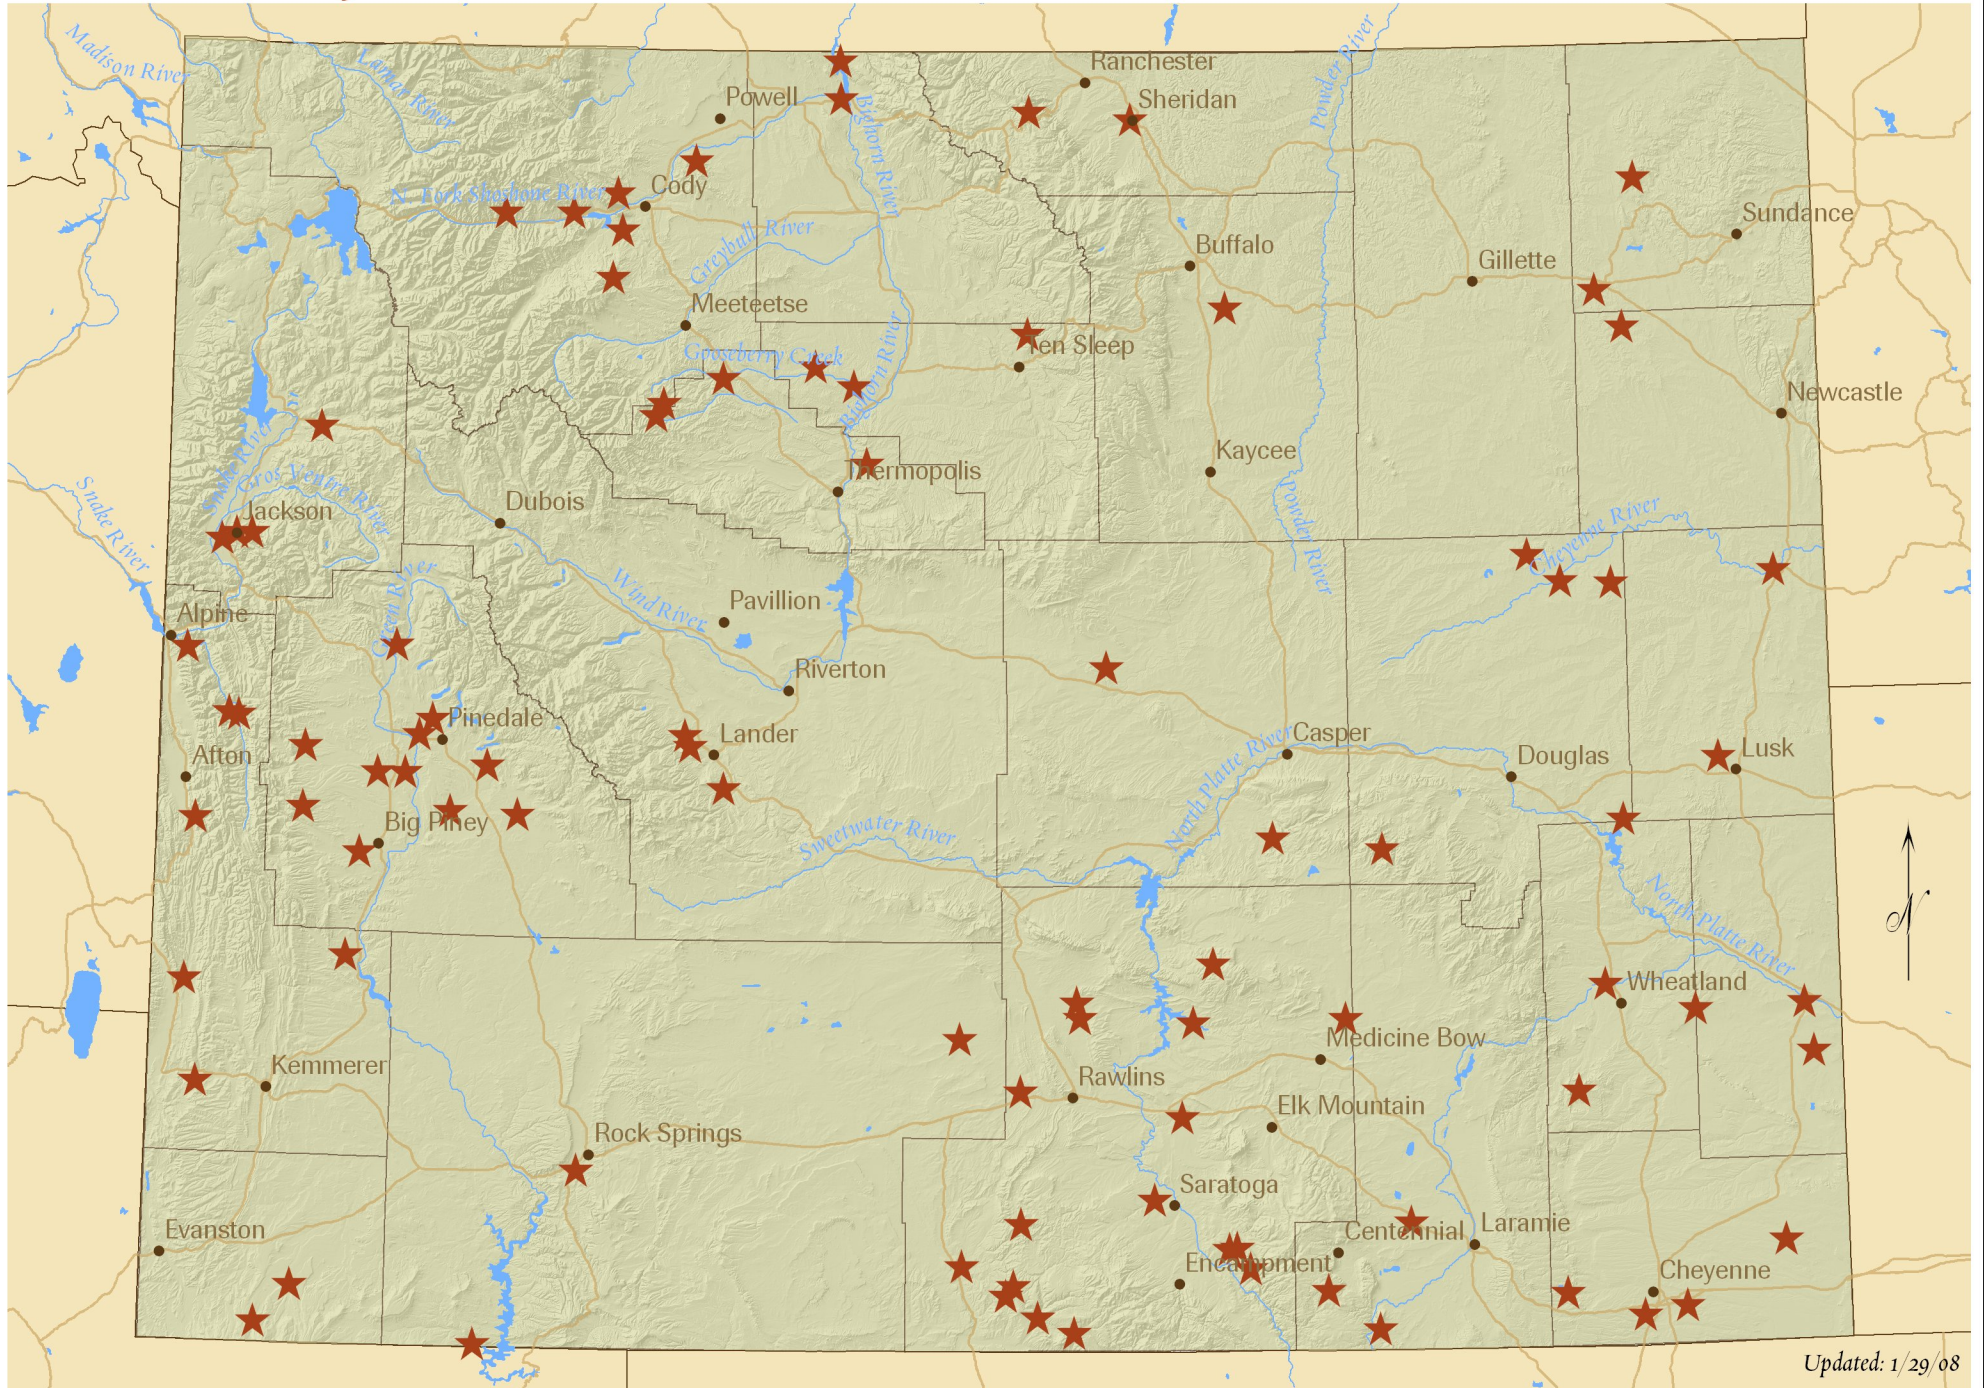 Madison River
Lamar River
Powell
Bighorn River
Ranchester
Sheridan
Powder River
N. Fork Shoshone River
Cody
Greybull River
Sundance
Buffalo
Gillette
Meeteetse
Gooseberry Creek
Bighorn River
Ten Sleep
Newcastle
Snake River
Gros Ventre River
Kaycee
Thermopolis
Snake River
Jackson
Dubois
Powder River
Cheyenne River
Green River
Wind River
Pavillion
Alpine
Riverton
Pinedale
Lander
Casper
Afton
Douglas
Lusk
North Platte River
Big Piney
Sweetwater River
North Platte River
N
Wheatland
Medicine Bow
Kemmerer
Rawlins
Elk Mountain
Rock Springs
Saratoga
Evanston
Centennial
Laramie
Encampment
Cheyenne
Updated: 1/29/08